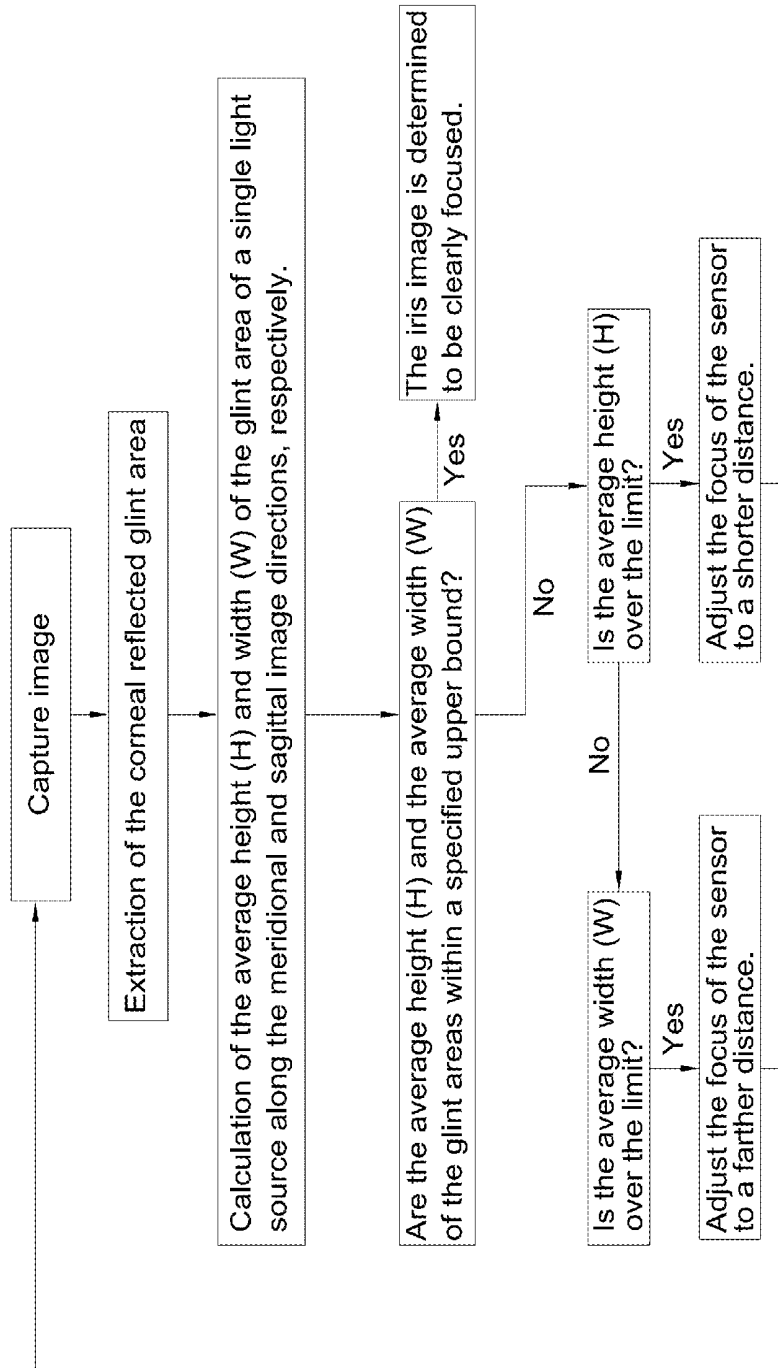 Capture image
Extraction of the corneal reflected glint area
Calculation of the average height (H) and width (W) of the glint area of a single light
source along the meridional and sagittal image directions, respectively.
Are the average height (H) and the average width (W)
of the glint areas within a specified upper bound?
Yes
The iris image is determined
to be clearly focused.
No
Is the average height (H)
over the limit?
No
Is the average width (W)
over the limit?
Yes
Adjust the focus of the sensor
to a farther distance.
Yes
Adjust the focus of the sensor
to a shorter distance.